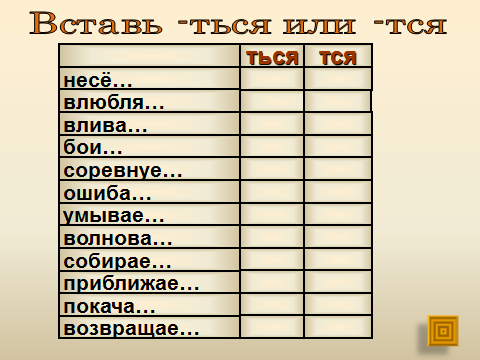 Вставь -ться или -тся
ться тся
несё…
влюбля…
влива…
бои…
соревнуе…
ошиба…
умывае…
волнова…
собирае…
приближае…
покача…
возвращае…